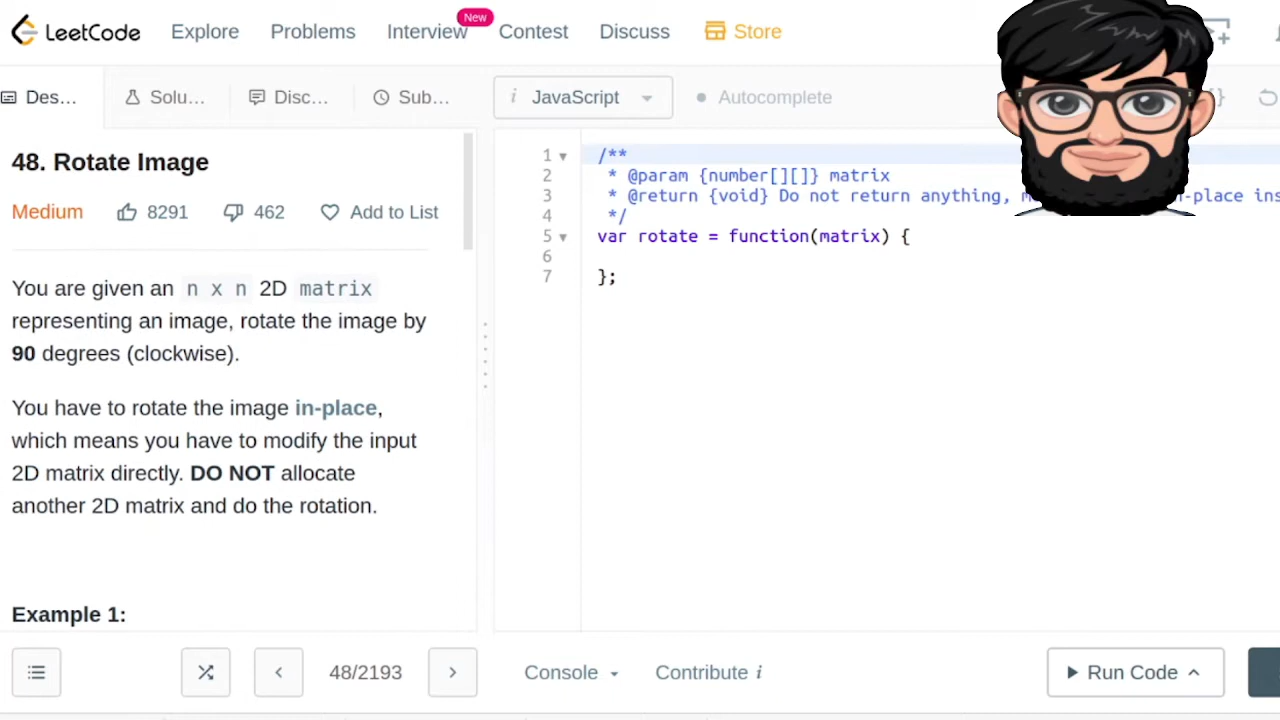 LeetCode Explore Problems Interview New Contest Discuss Store
Des... Solu... Disc... Sub... i JavaScript Autocomplete {}
48. Rotate Image
Medium 8291 462 Add to List
You are given an n x n 2D matrix
representing an image, rotate the image by
90 degrees (clockwise).
You have to rotate the image in-place,
which means you have to modify the input
2D matrix directly. DO NOT allocate
another 2D matrix and do the rotation.
Example 1:
1 /**
2 * @param {number[][]} matrix
3 * @return {void} Do not return anything, n-place ins
4 */
5 var rotate = function(matrix) {
6
7 };
48/2193 Console Contribute i Run Code